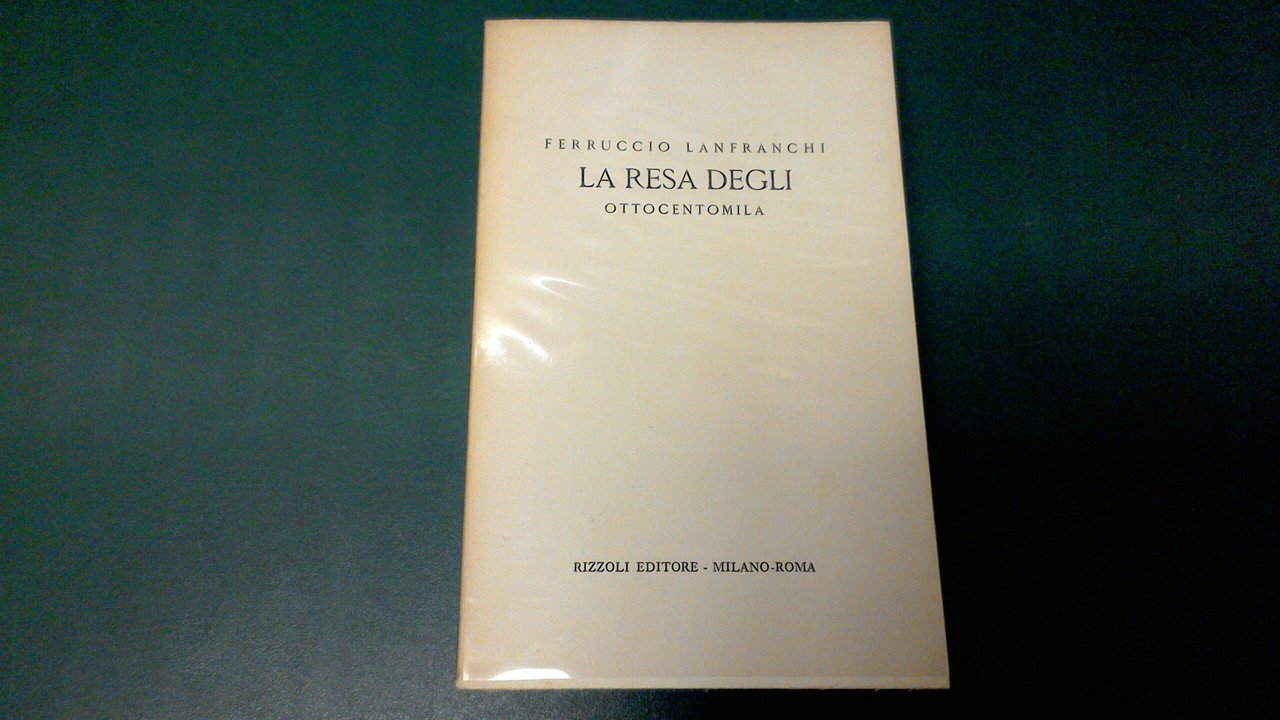 FERRUCCIO LANFRANCHI
LA RESA DEGLI
OTTOCENTOMILA
RIZZOLI EDITORE - MILANO-ROMA